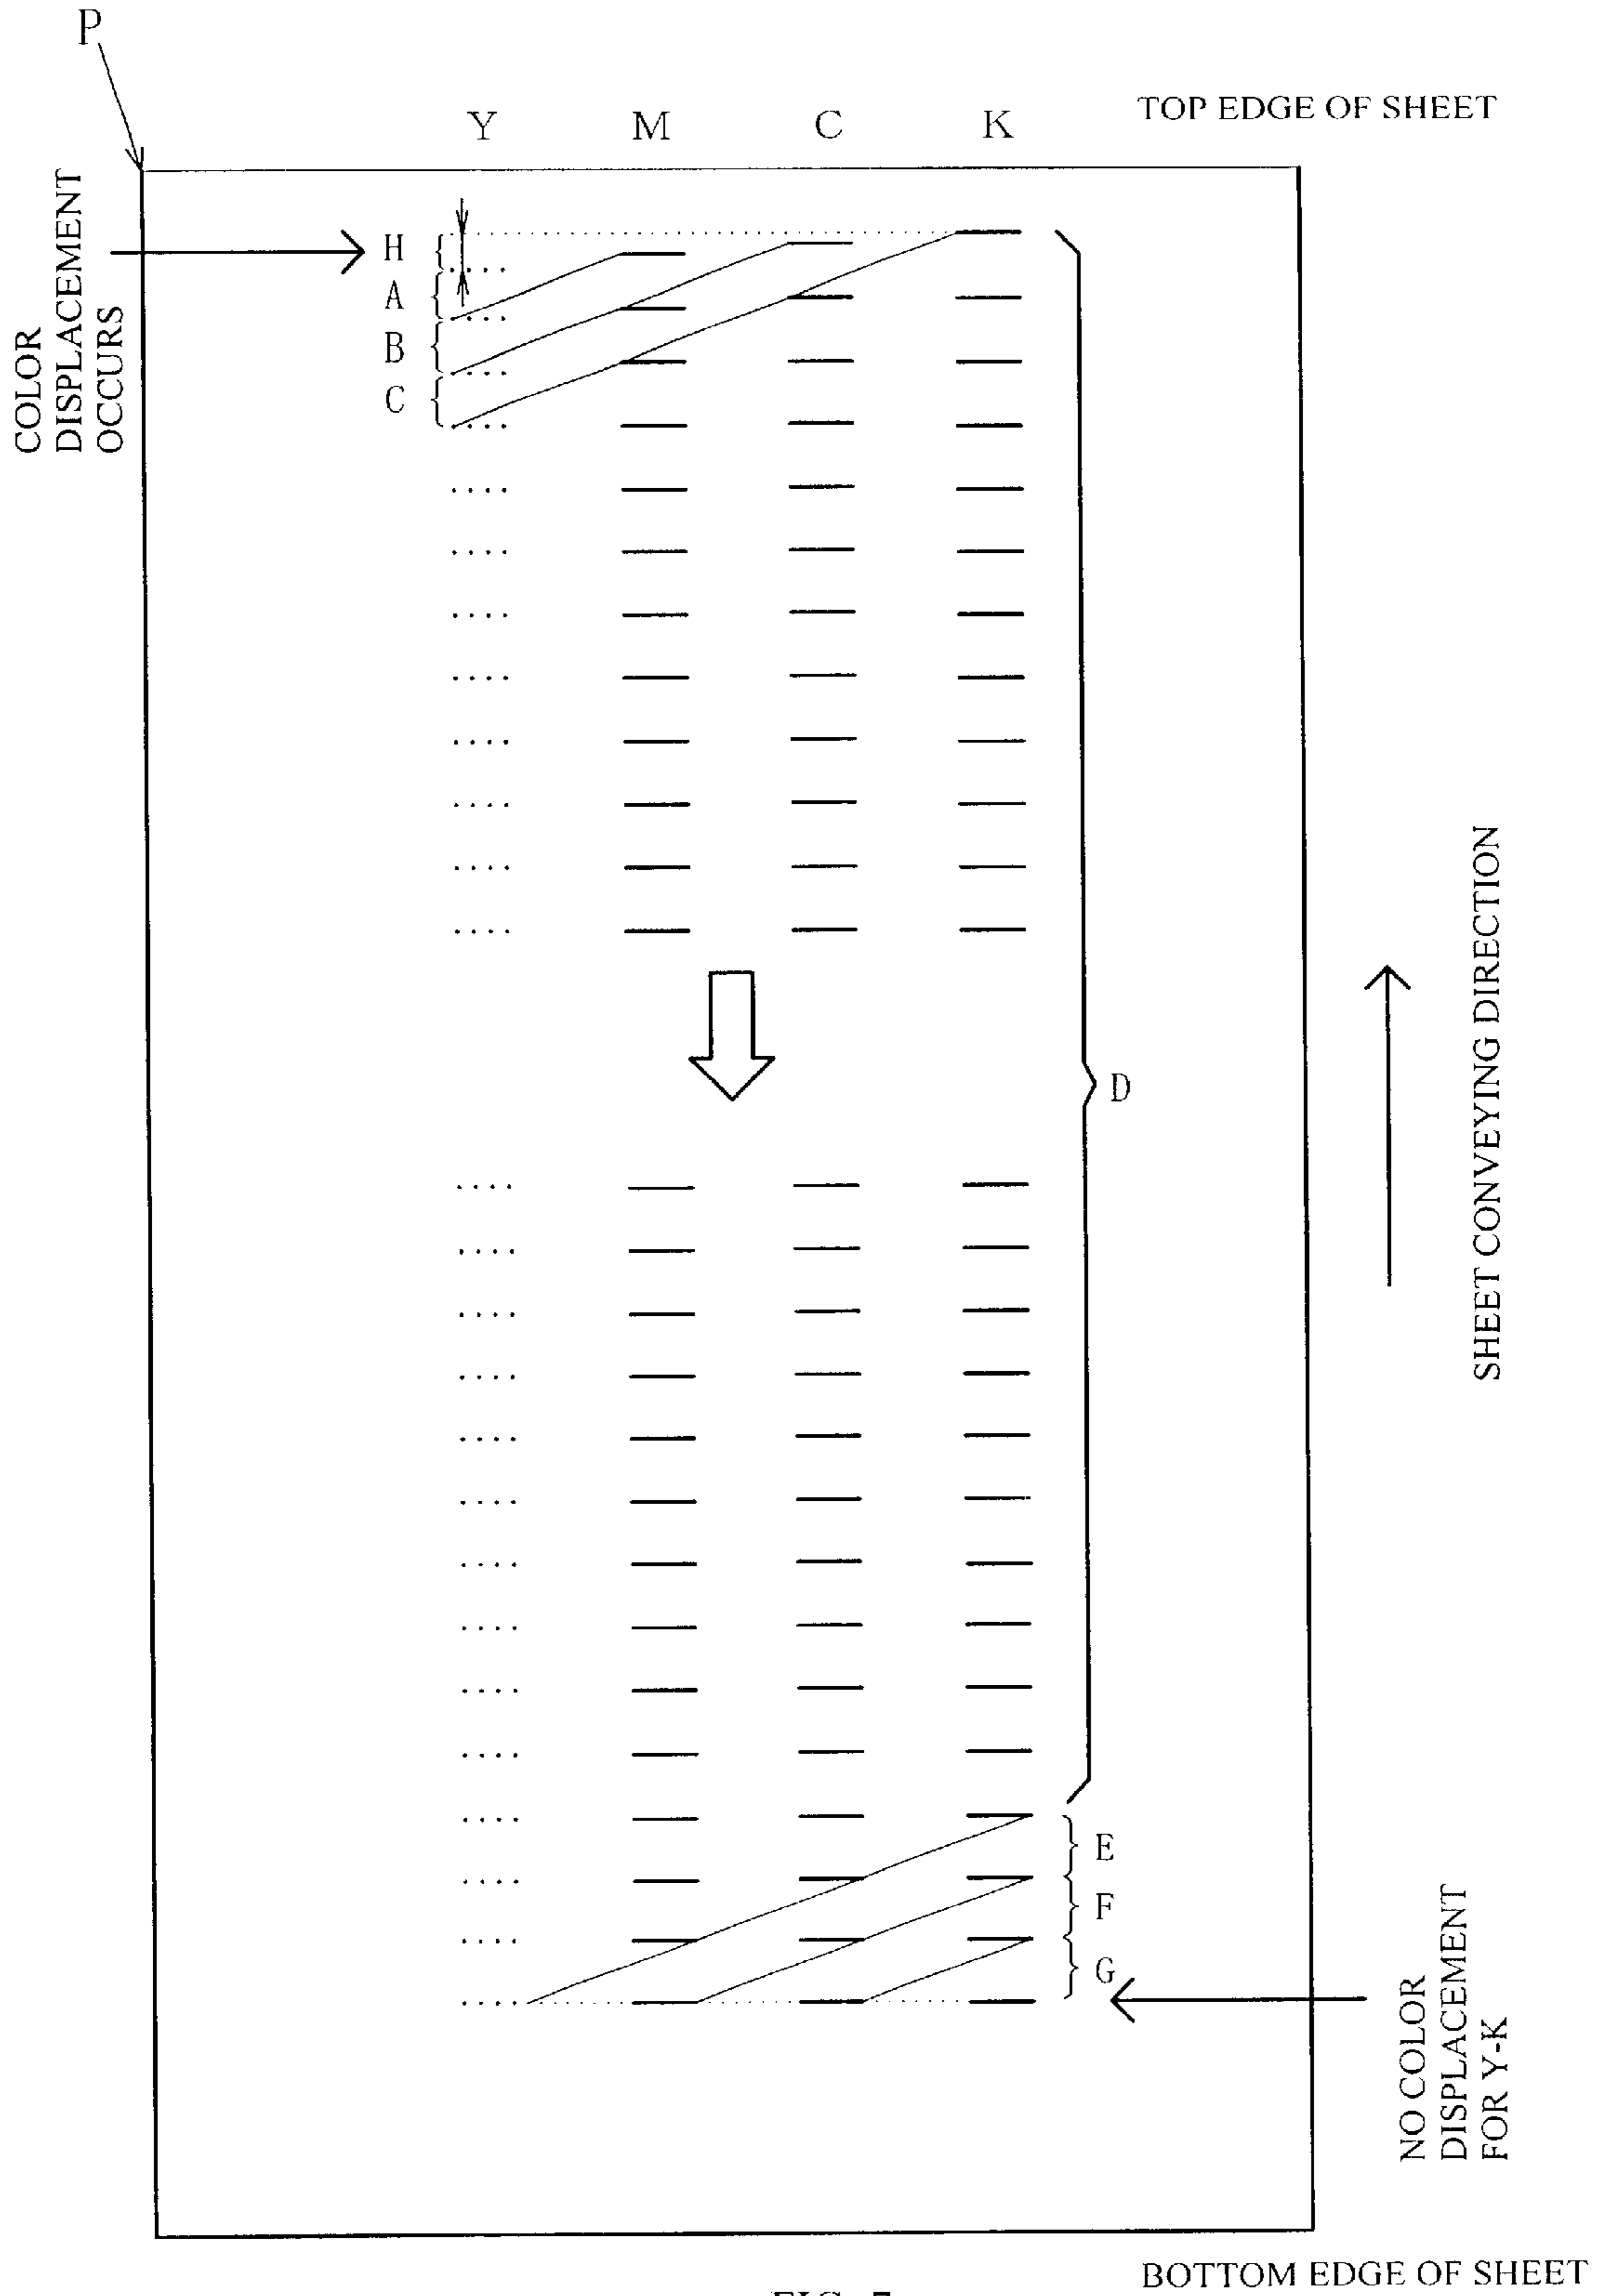 P
TOP EDGE OF SHEET
Y M C K
COLOR
DISPLACEMENT
OCCURS
H
A
B
C
D
SHEET CONVEYING DIRECTION
E
F
G
NO COLOR
DISPLACEMENT
FOR Y-K
BOTTOM EDGE OF SHEET